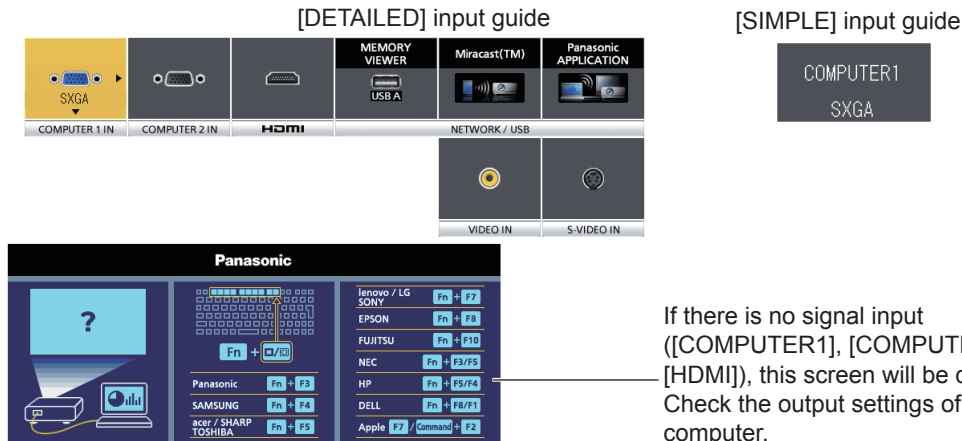 [DETAILED] input guide
[SIMPLE] input guide
MEMORY VIEWER
Miracast(TM)
Panasonic APPLICATION
SXGA
USB A
COMPUTER 1 IN
COMPUTER 2 IN
HDMI
NETWORK / USB
VIDEO IN
S-VIDEO IN
COMPUTER1
SXGA
Panasonic
?
Fn +
Panasonic Fn + F3
SAMSUNG Fn + F4
acer / SHARP
TOSHIBA Fn + F5
lenovo / LG
SONY Fn + F7
EPSON Fn + F8
FUJITSU Fn + F10
NEC Fn + F3/F5
HP Fn + F5/F4
DELL Fn + F8/F1
Apple F7 / Command + F2
If there is no signal input
([COMPUTER1],
[HDMI]), this screen will be
Check the output settings of
computer.